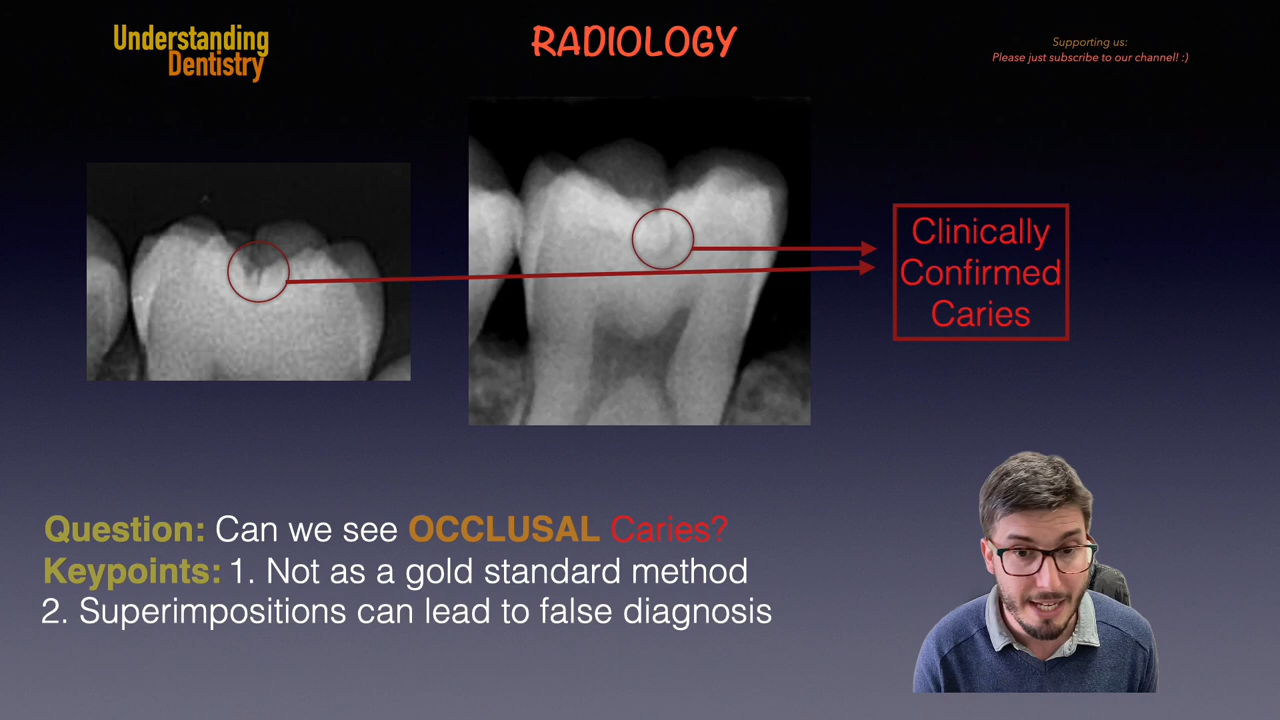 Understanding
Dentistry
RADIOLOGY
Supporting us:
Please just subscribe to our channel! :)
Clinically
Confirmed
Caries
Question: Can we see OCCLUSAL Caries?
Keypoints: 1. Not as a gold standard method
2. Superimpositions can lead to false diagnosis